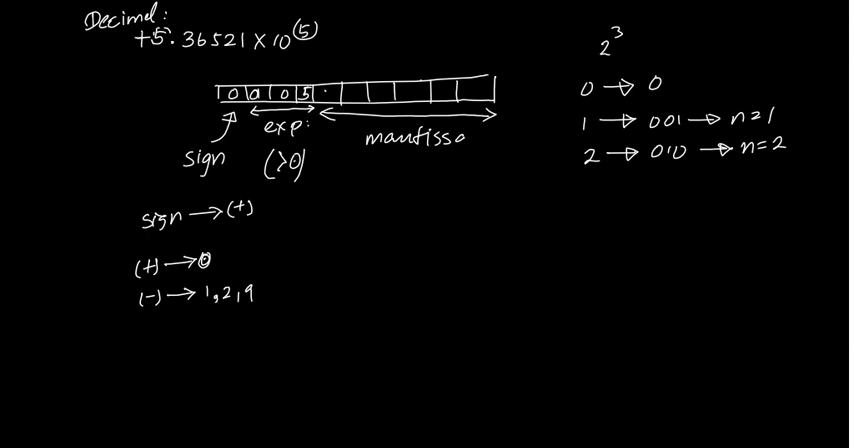 Decimel:
+5.36521 × 10^(5)
0 0 0 5 .
exp:
mantissa
sign
(>0)
sign → (+)
(+) → 0
(-) → 1, 2, 9
2^3
0 → 0
1 → 001 → n=1
2 → 010 → n=2